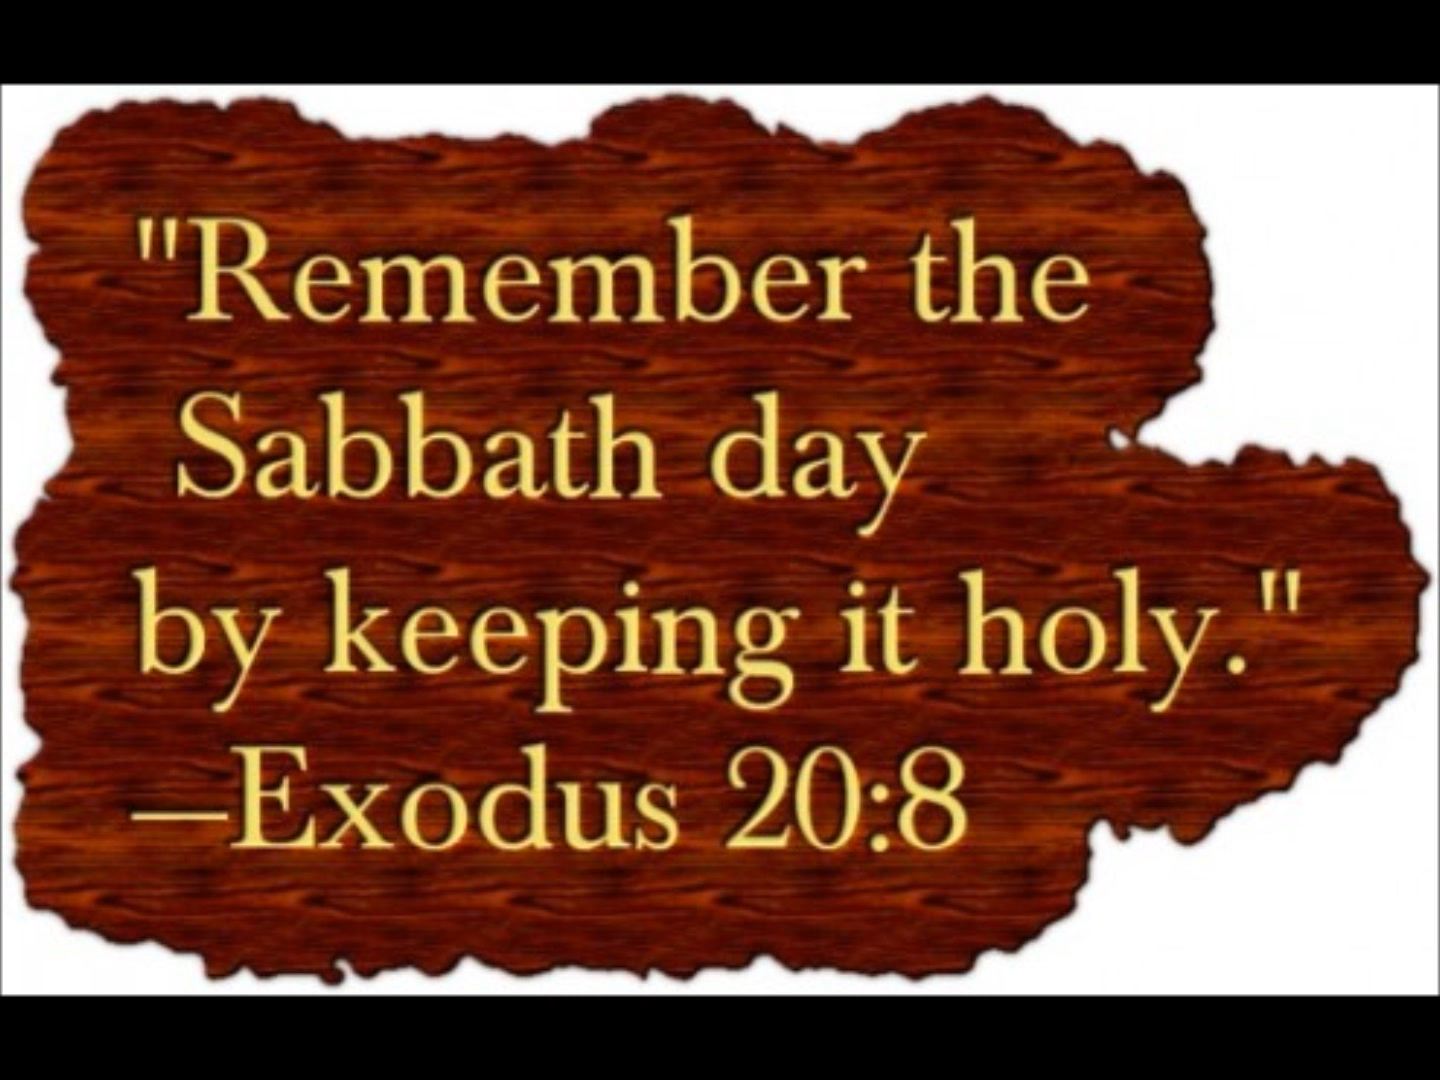 "Remember the
Sabbath day
by keeping it holy."
—Exodus 20:8